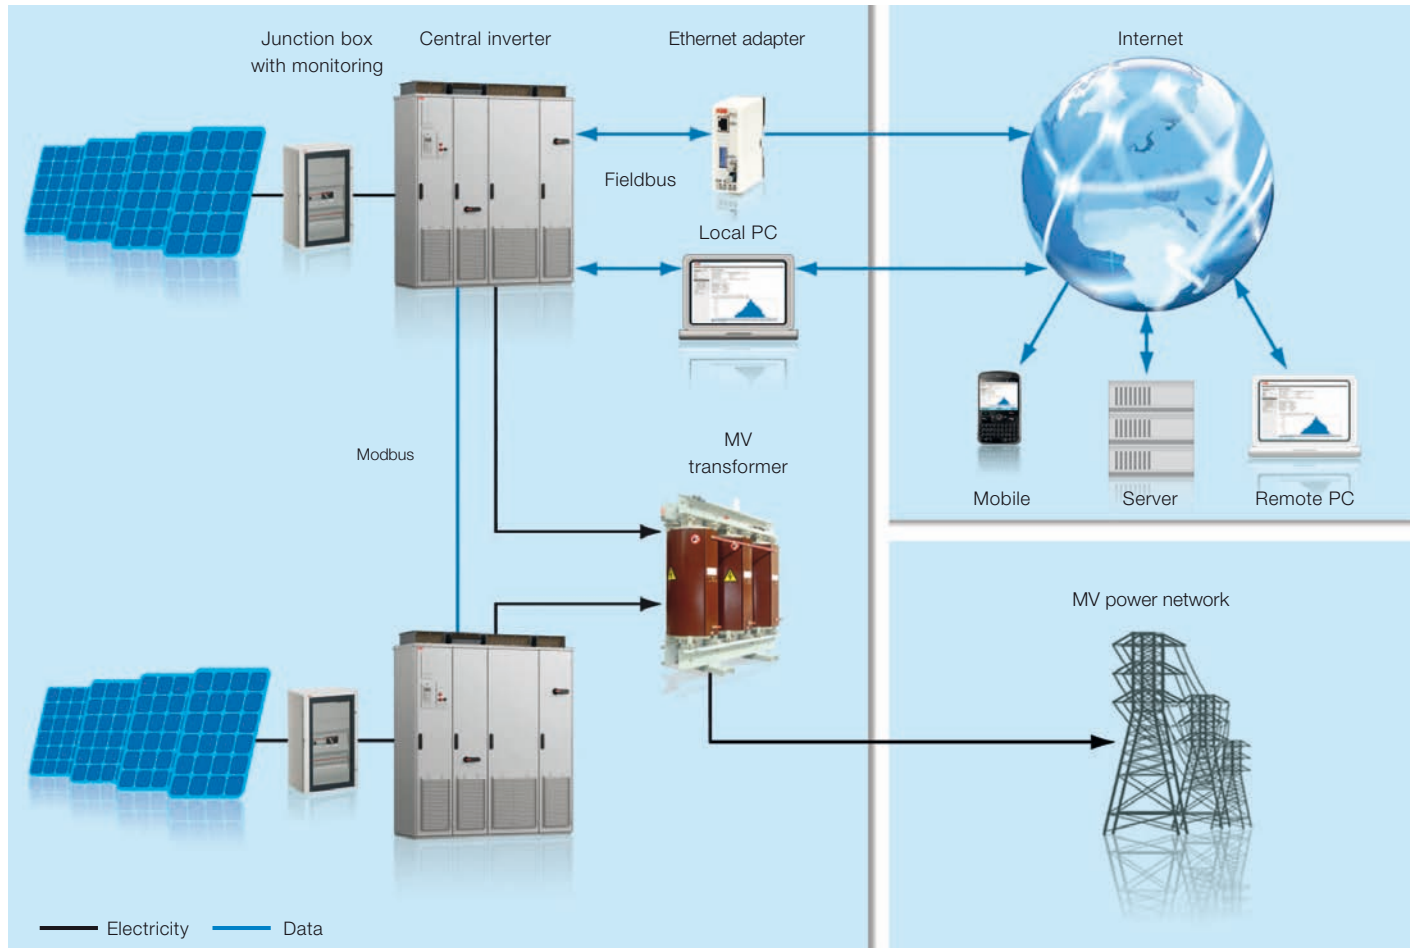 Junction box
with monitoring
Central inverter
Ethernet adapter
Internet
Fieldbus
Local PC
Modbus
MV
transformer
Mobile
Server
Remote PC
MV power network
Electricity
Data